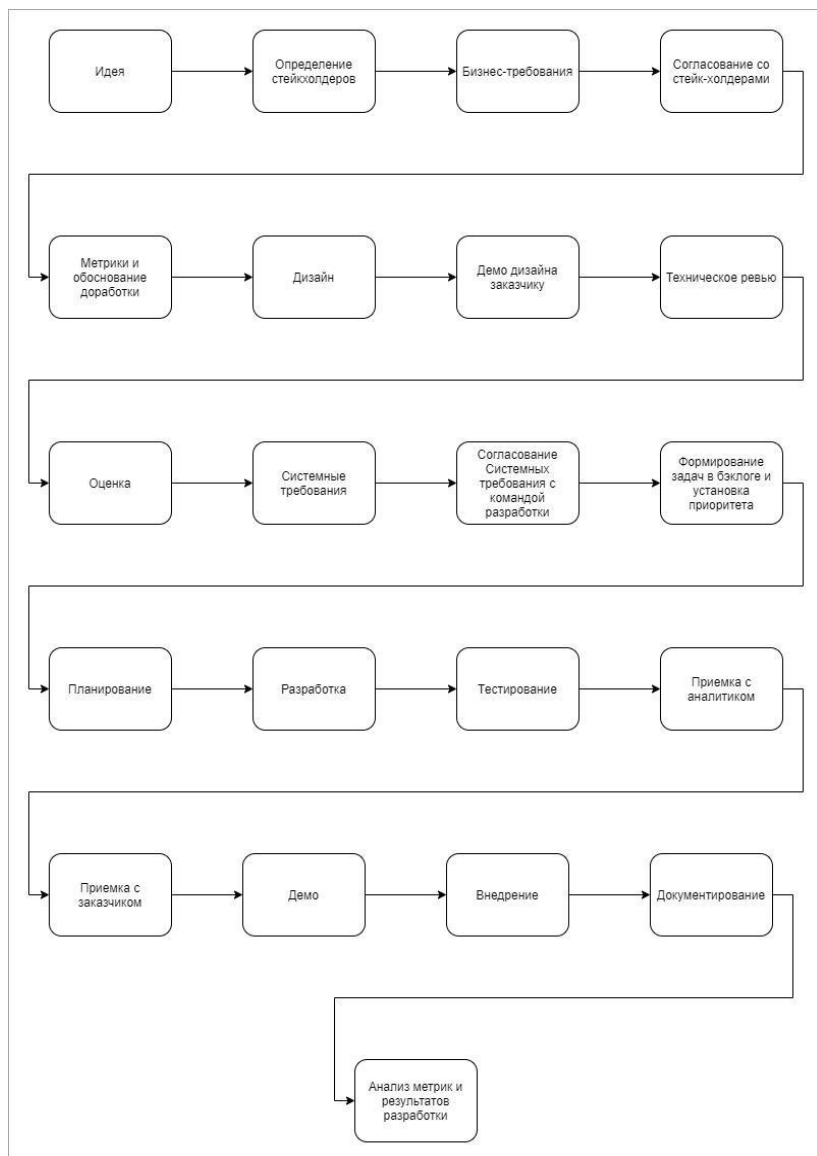 Идея
Определение
стейкхолдеров
Бизнес-требования
Согласование со
стейк-холдерами
Метрики и
обоснование
доработки
Дизайн
Демо дизайна
заказчику
Техническое ревью
Оценка
Системные
требования
Согласование
Системных
требования с
командой
разработки
Формирование
задач в бэклоге и
установка
приоритета
Планирование
Разработка
Тестирование
Приемка с
аналитиком
Приемка с
заказчиком
Демо
Внедрение
Документирование
Анализ метрик и
результатов
разработки